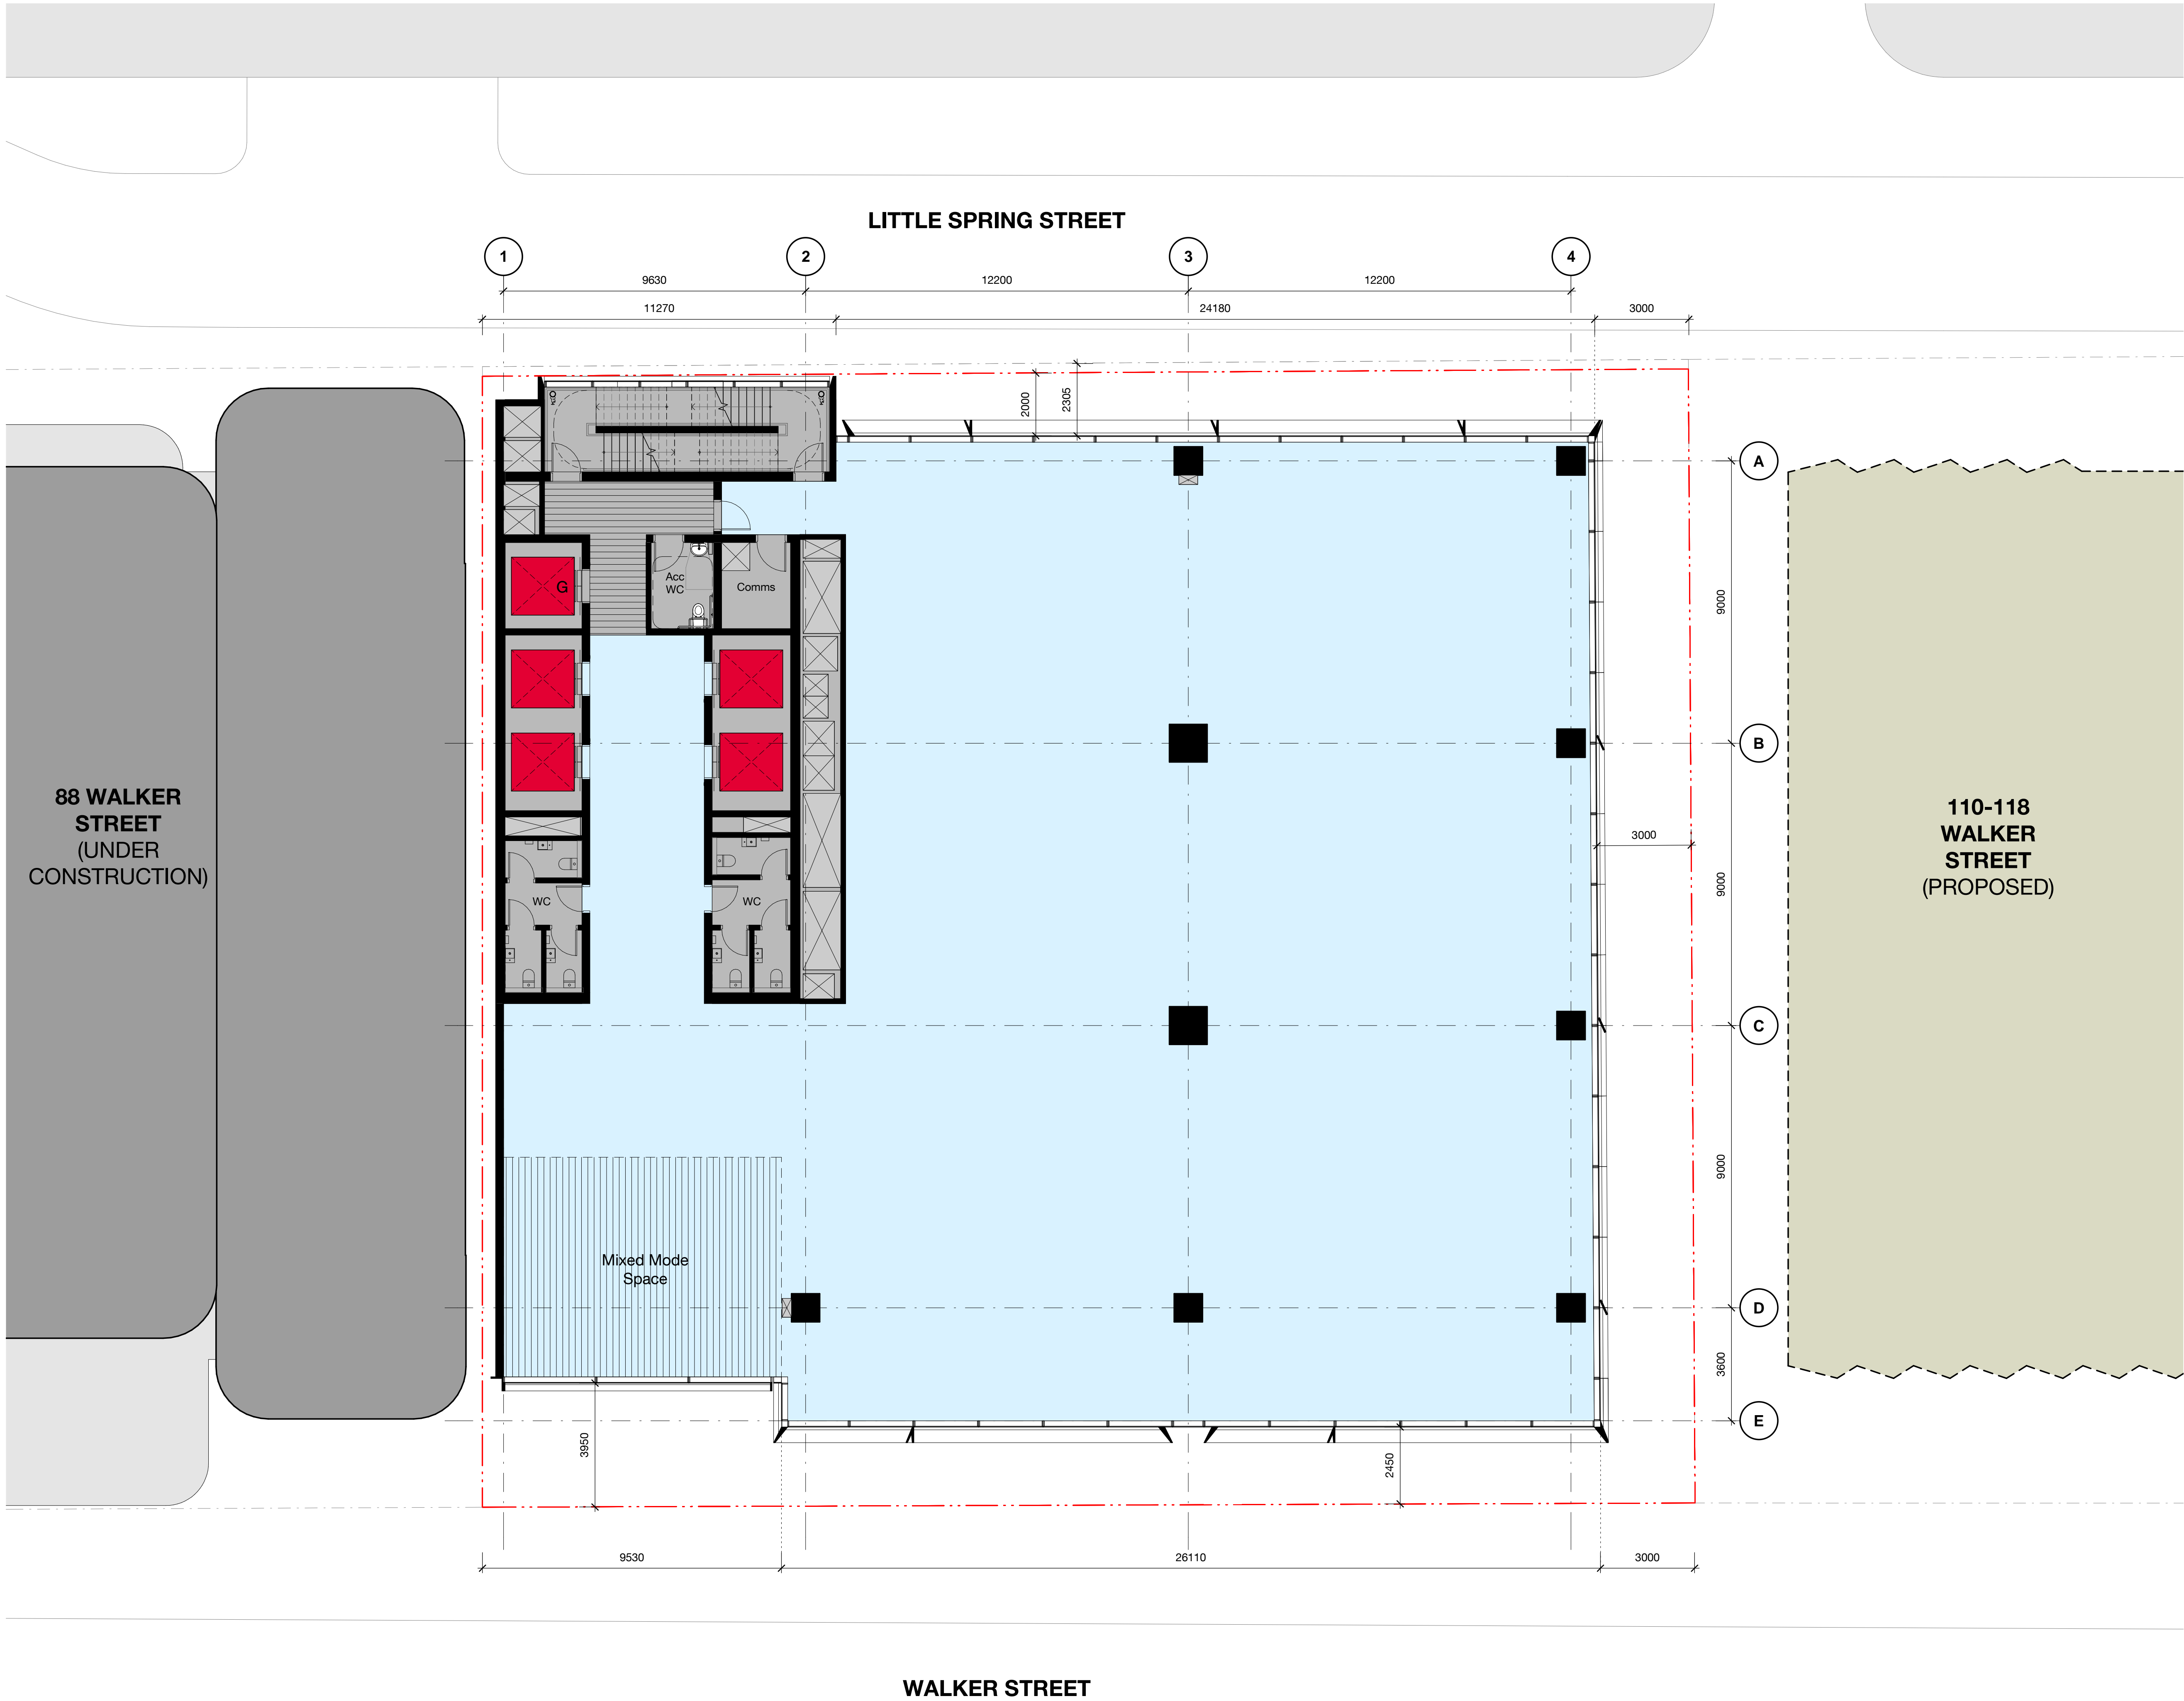 LITTLE SPRING STREET
1
2
3
4
9630
12200
12200
11270
24180
3000
2000
2305
A
G
Acc
WC
Comms
9000
B
88 WALKER
STREET
(UNDER
CONSTRUCTION)
110-118
WALKER
STREET
(PROPOSED)
3000
9000
WC
WC
C
9000
Mixed Mode
Space
D
3600
E
3950
2450
9530
26110
3000
WALKER STREET